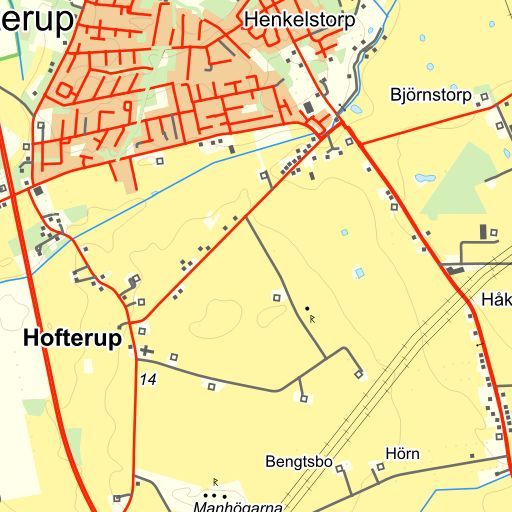 erup
Henkelstorp
Björnstorp
Håk
Hofterup
14
Bengtsbo
Hörn
Manhögarna